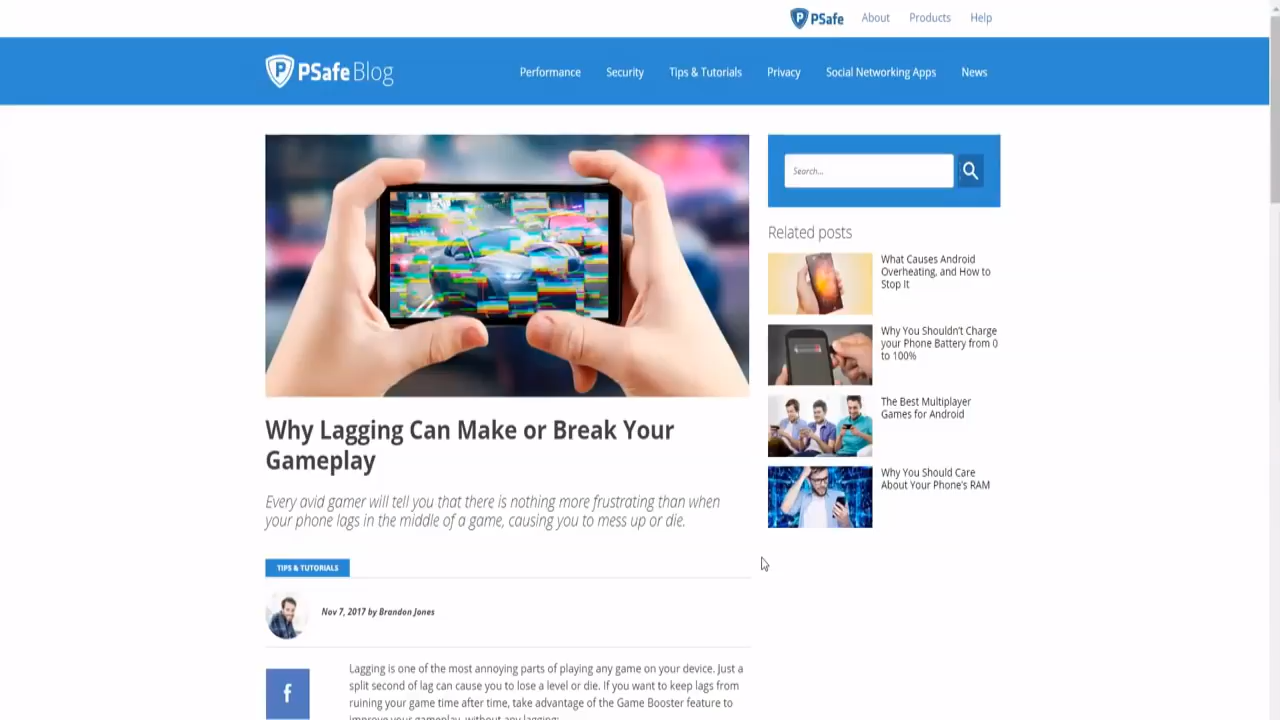 PSafe About Products Help
PSafe Blog Performance Security Tips & Tutorials Privacy Social Networking Apps News
Search...
Related posts
What Causes Android
Overheating, and How to
Stop It
Why You Shouldn't Charge
your Phone Battery from 0
to 100%
The Best Multiplayer
Games for Android
Why You Should Care
About Your Phone's RAM
Why Lagging Can Make or Break Your
Gameplay
Every avid gamer will tell you that there is nothing more frustrating than when
your phone lags in the middle of a game, causing you to mess up or die.
TIPS & TUTORIALS
Nov 7, 2017 by Brandon Jones
f
Lagging is one of the most annoying parts of playing any game on your device. Just a
split second of lag can cause you to lose a level or die. If you want to keep lags from
ruining your game time after time, take advantage of the Game Booster feature to
improve your gameplay, without any lagging: